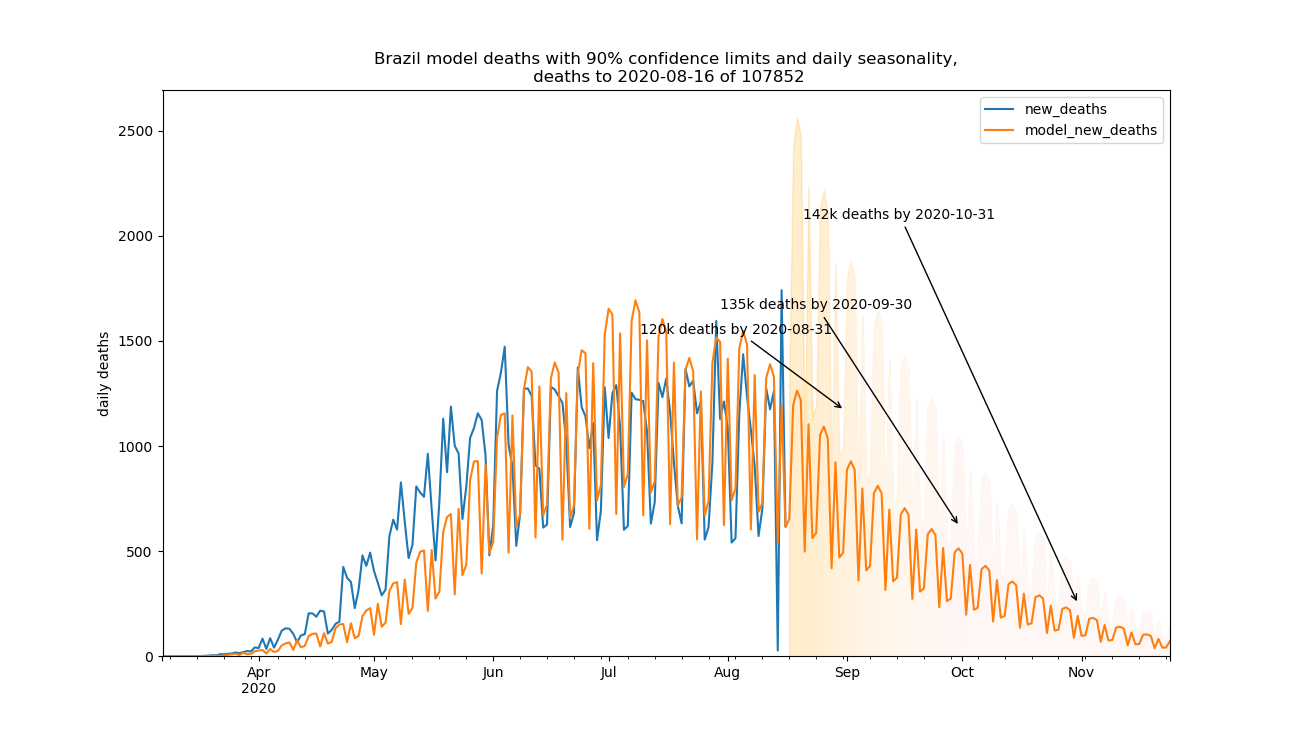 Brazil model deaths with 90% confidence limits and daily seasonality,
deaths to 2020-08-16 of 107852
new_deaths
model_new_deaths
142k deaths by 2020-10-31
135k deaths by 2020-09-30
120k deaths by 2020-08-31
daily deaths
2500
2000
1500
1000
500
0
Apr
2020
May
Jun
Jul
Aug
Sep
Oct
Nov